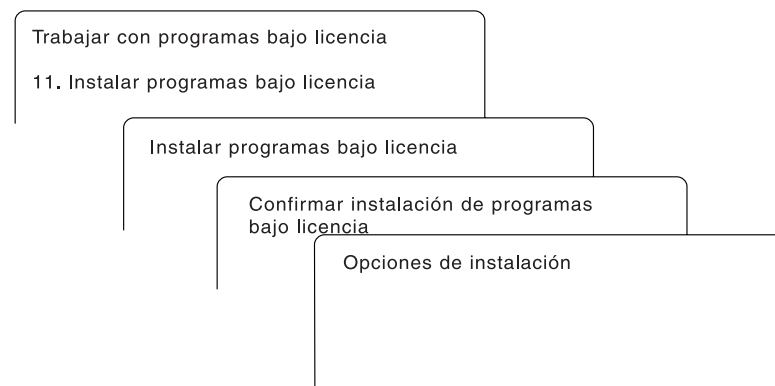 Trabajar con programas bajo licencia
11. Instalar programas bajo licencia
Instalar programas bajo licencia
Confirmar instalación de programas
bajo licencia
Opciones de instalación